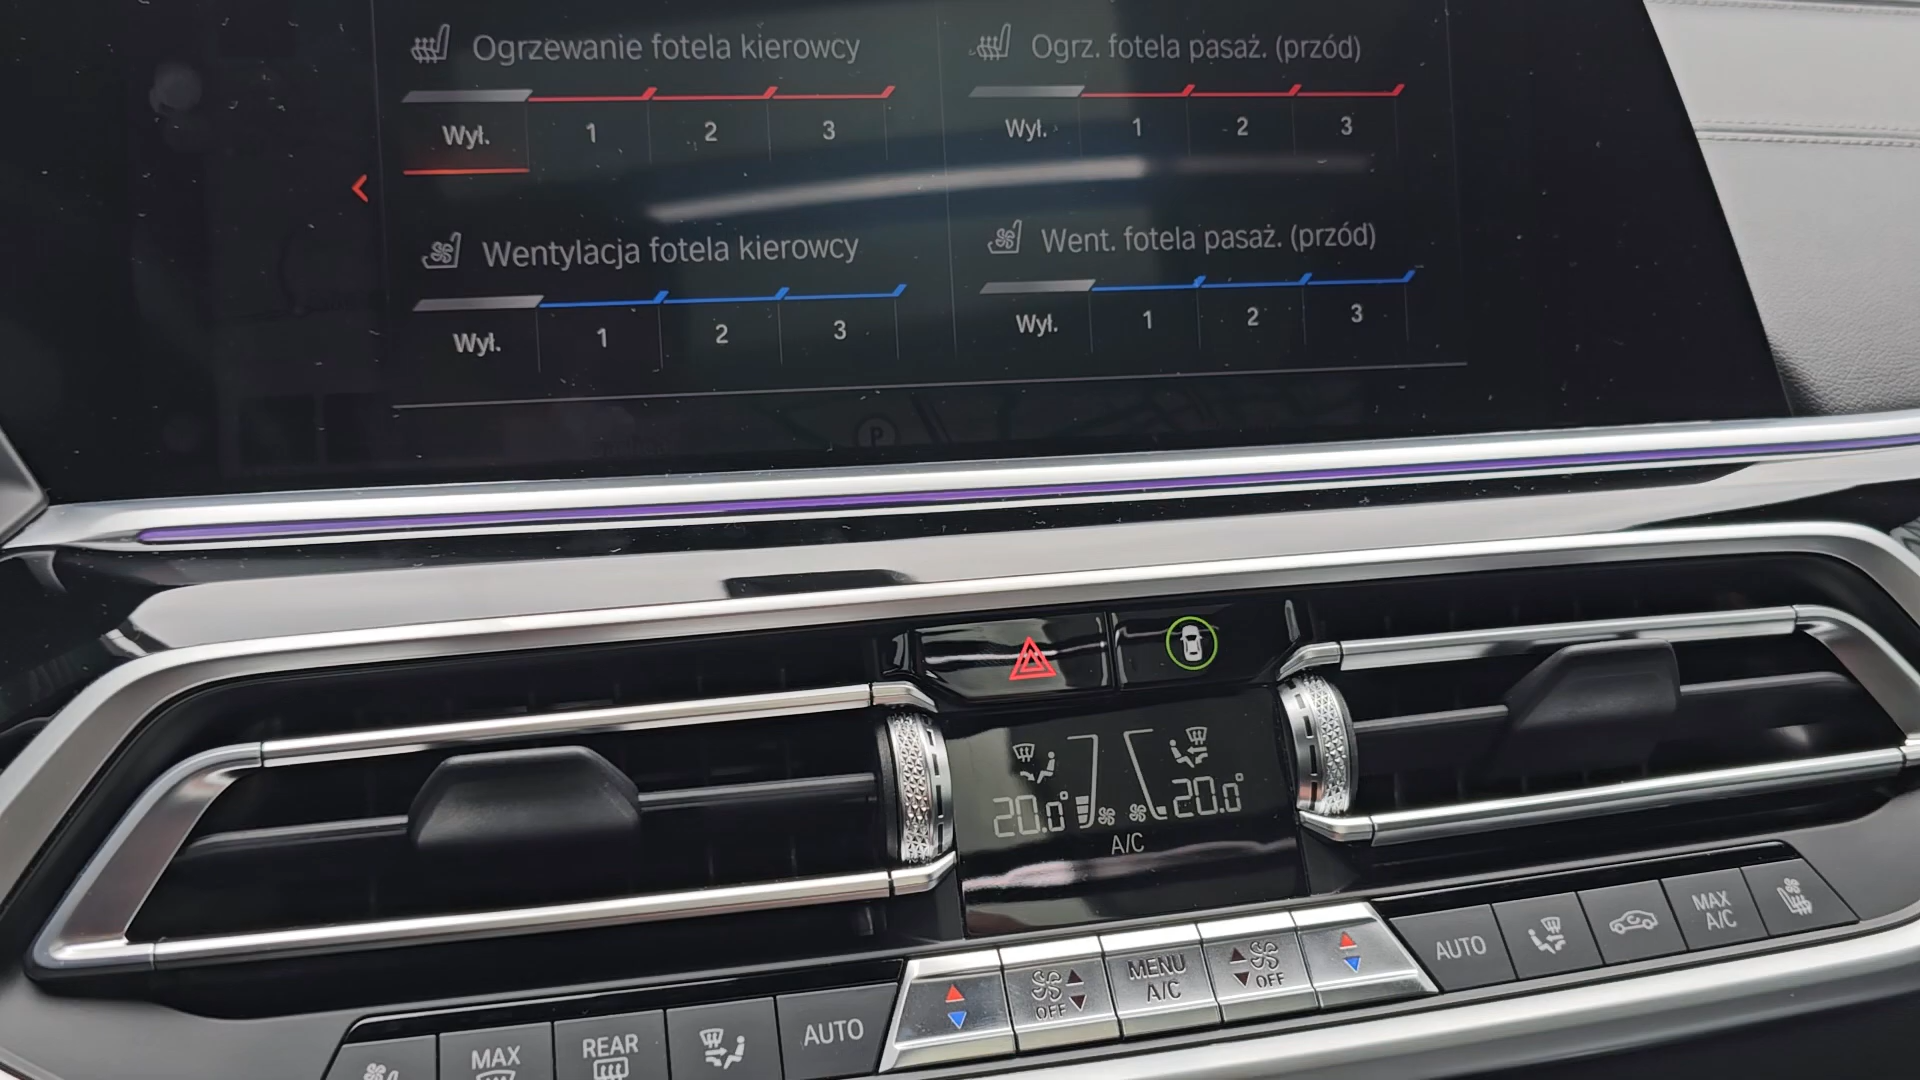 Ogrzewanie fotela kierowcy
Wył. 1 2 3
Ogrz. fotela pasaż. (przód)
Wył. 1 2 3
Wentylacja fotela kierowcy
Wył. 1 2 3
Went. fotela pasaż. (przód)
Wył. 1 2 3
P
20.0° 20.0°
A/C
MAX
REAR
AUTO
OFF
MENU
A/C
OFF
AUTO
MAX
A/C